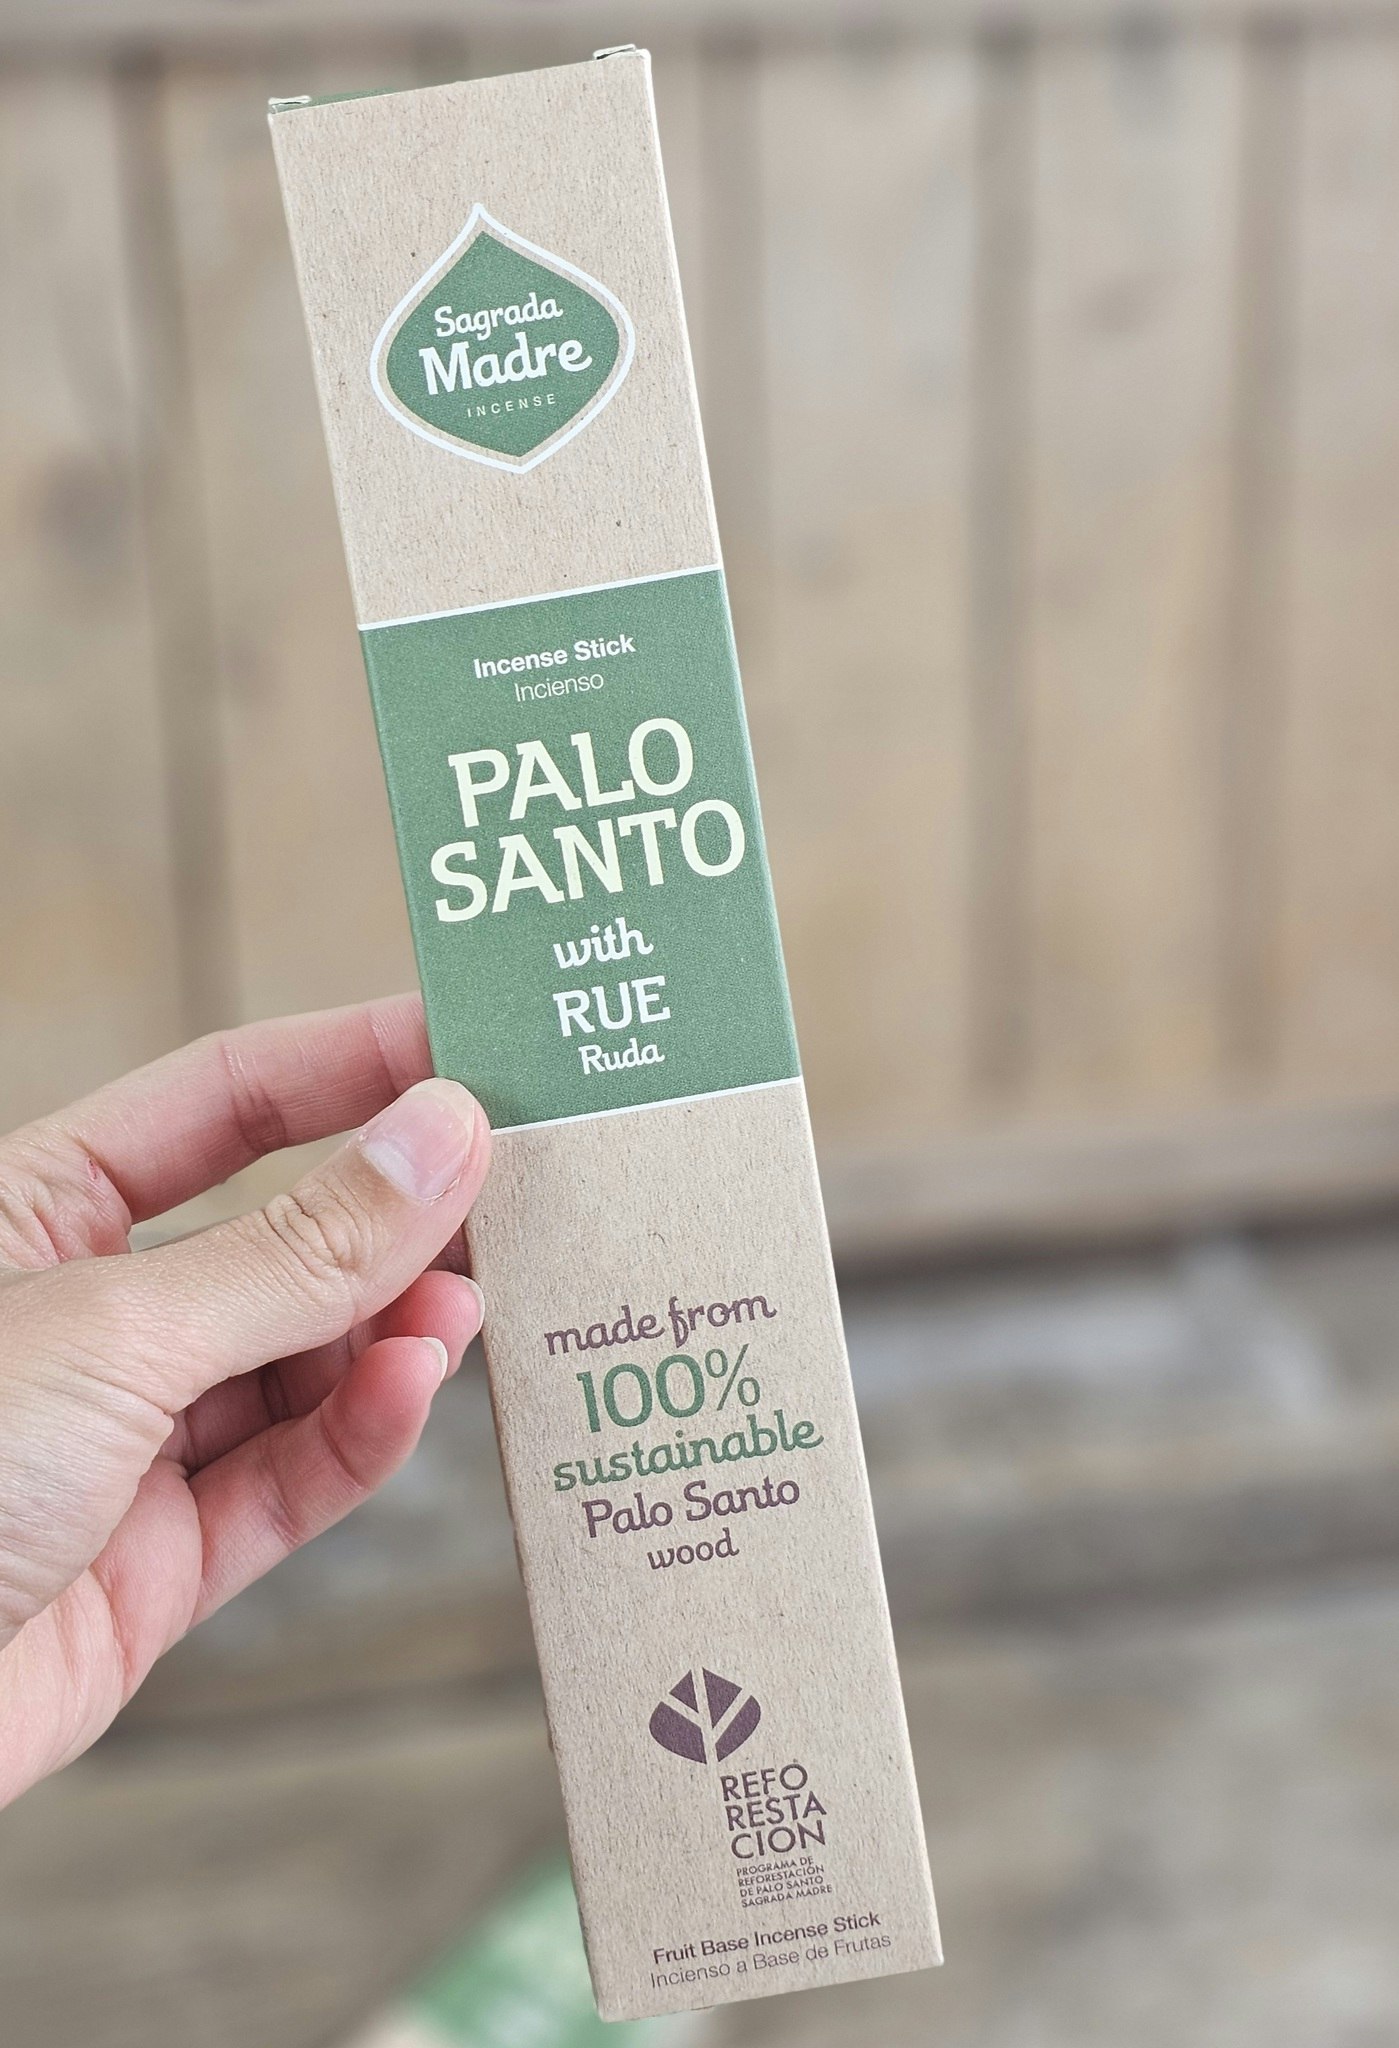 Sagrada
Madre
INCENSE
Incense Stick
Incienso
PALO
SANTO
with
RUE
Ruda
made from
100%
sustainable
Palo Santo
wood
REFO
RESTA
CION
PROGRAMA DE
REFORESTACIÓN
DE PALO SANTO
SAGRADA MADRE
Fruit Base Incense Stick
Incienso a Base de Frutas